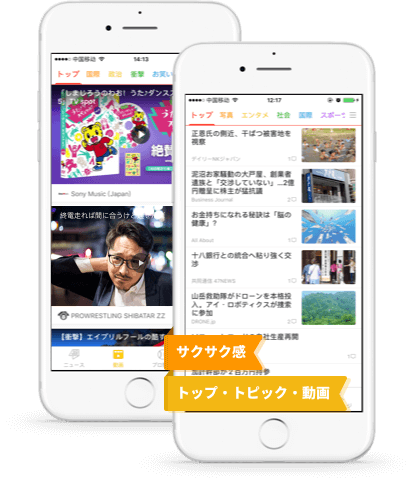 中国移动
14:13
トップ 国際 政治 衝撃 お笑い
「しまじろうのわお！うた♪ダンスス
TV spot
Sony Music (Japan)
終電走れば間に合うけど
PROWRESTLING SHIBATAR ZZ
【衝撃】エイプリルフールの
ニュース
動画
中国移动
12:17
トップ 写真 エンタメ 社会 国際 スポーツ
正恩氏の側近、干ばつ被害地を
視察
デイリーNKジャパン
泥沼お家騒動の大戸屋、創業者
遺族と「交渉していない」...2億
円贈呈に株主が猛抗議
Business Journal
お金持ちになれる秘訣は「脳の
健康」？
All About
十八銀行との統合へ粘り強く交
渉
共同通信 47NEWS
山岳救助隊がドローンを本格投
入。アイ・ロボティクスが捜索
に参加
DRONE.jp
サクサク感
トップ・トピック・動画